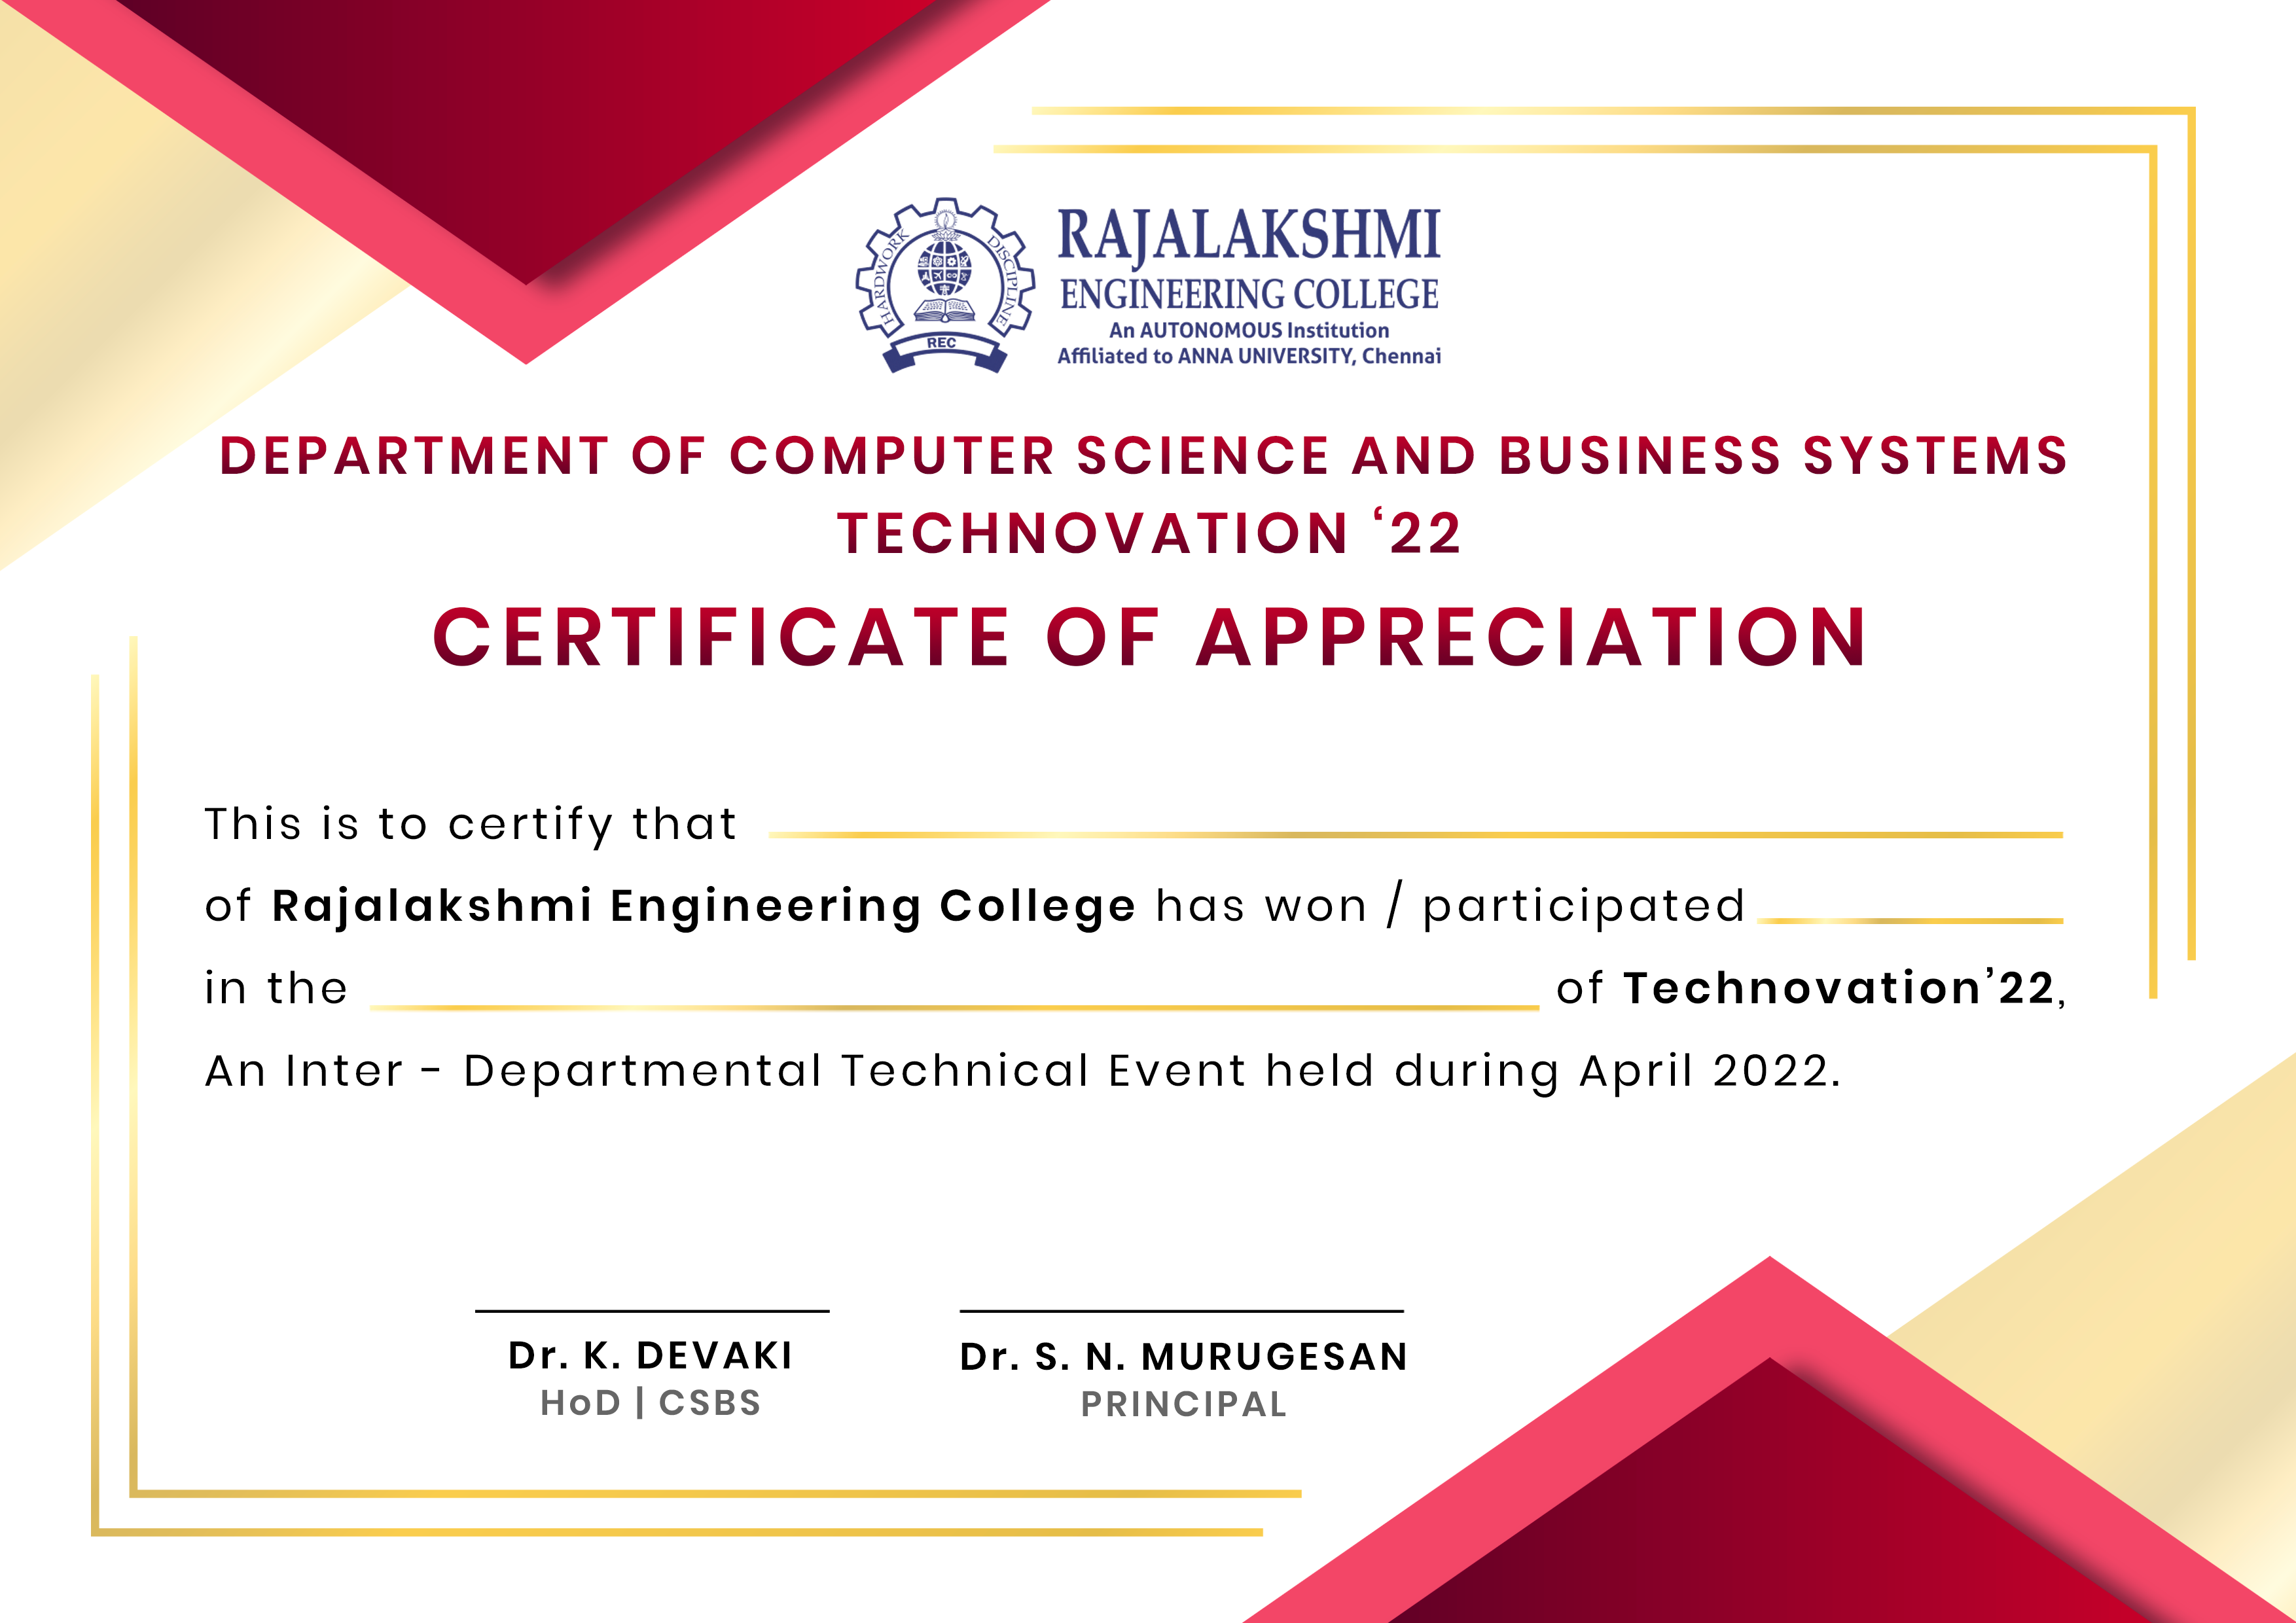 HARDWORK
DISCIPLINE
REC
RAJALAKSHMI
ENGINEERING COLLEGE
An AUTONOMOUS Institution
Affiliated to ANNA UNIVERSITY, Chennai
DEPARTMENT OF COMPUTER SCIENCE AND BUSINESS SYSTEMS
TECHNOVATION ‘22
CERTIFICATE OF APPRECIATION
This is to certify that
of Rajalakshmi Engineering College has won / participated
in the of Technovation’22,
An Inter - Departmental Technical Event held during April 2022.
Dr. K. DEVAKI
HoD | CSBS
Dr. S. N. MURUGESAN
PRINCIPAL